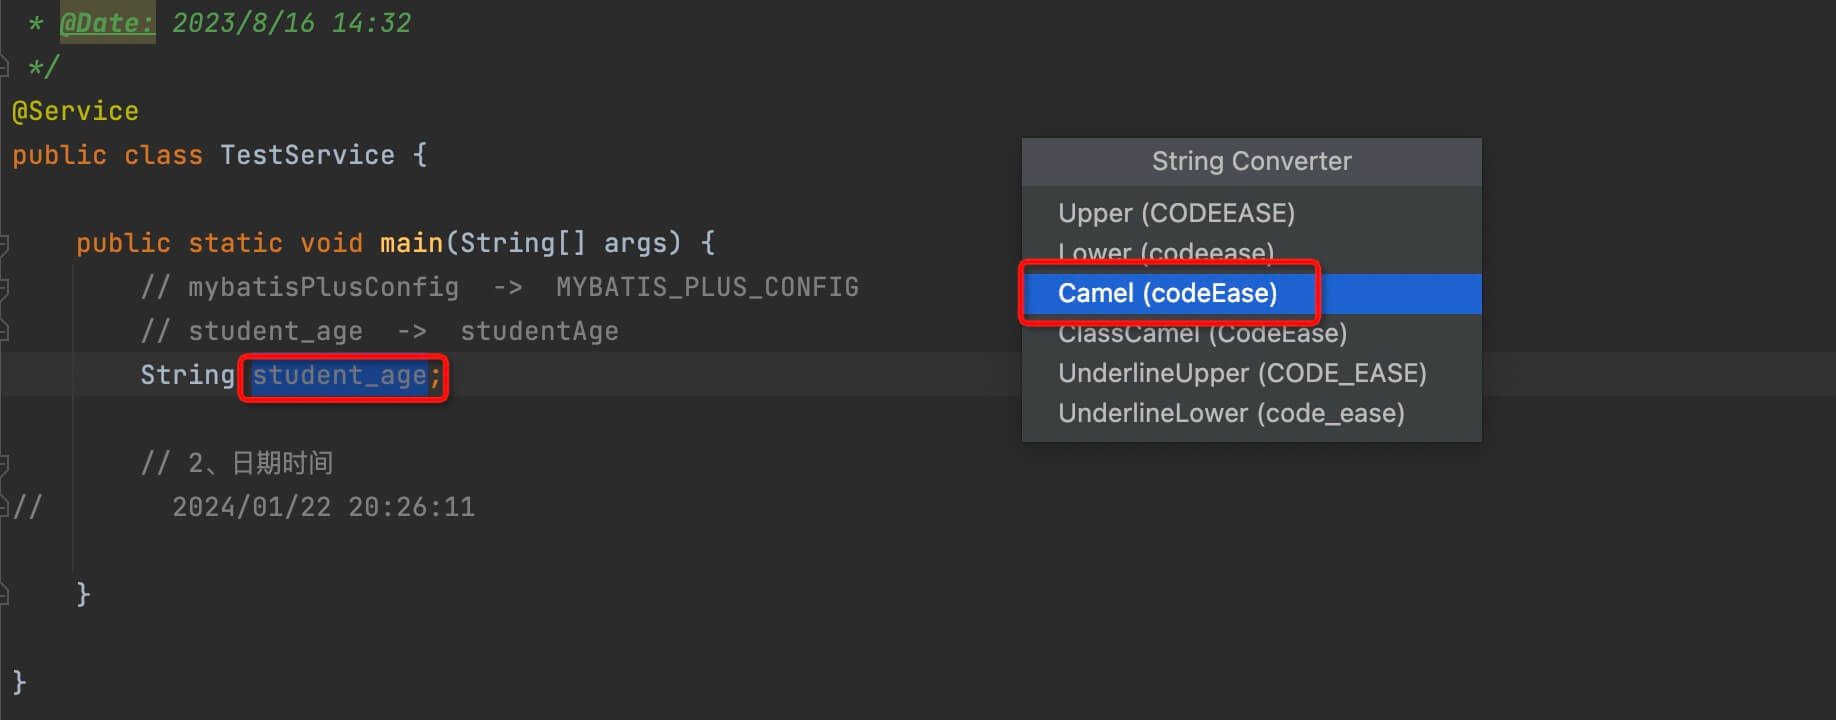 * @Date: 2023/8/16 14:32
*/
@Service
public class TestService {
public static void main(String[] args) {
// mybatisPlusConfig -> MYBATIS_PLUS_CONFIG
// student_age -> studentAge
String student_age;
// 2、日期时间
// 2024/01/22 20:26:11
}
}
String Converter
Upper (CODEEASE)
Lower (codeease)
Camel (codeEase)
ClassCamel (CodeEase)
UnderlineUpper (CODE_EASE)
UnderlineLower (code_ease)